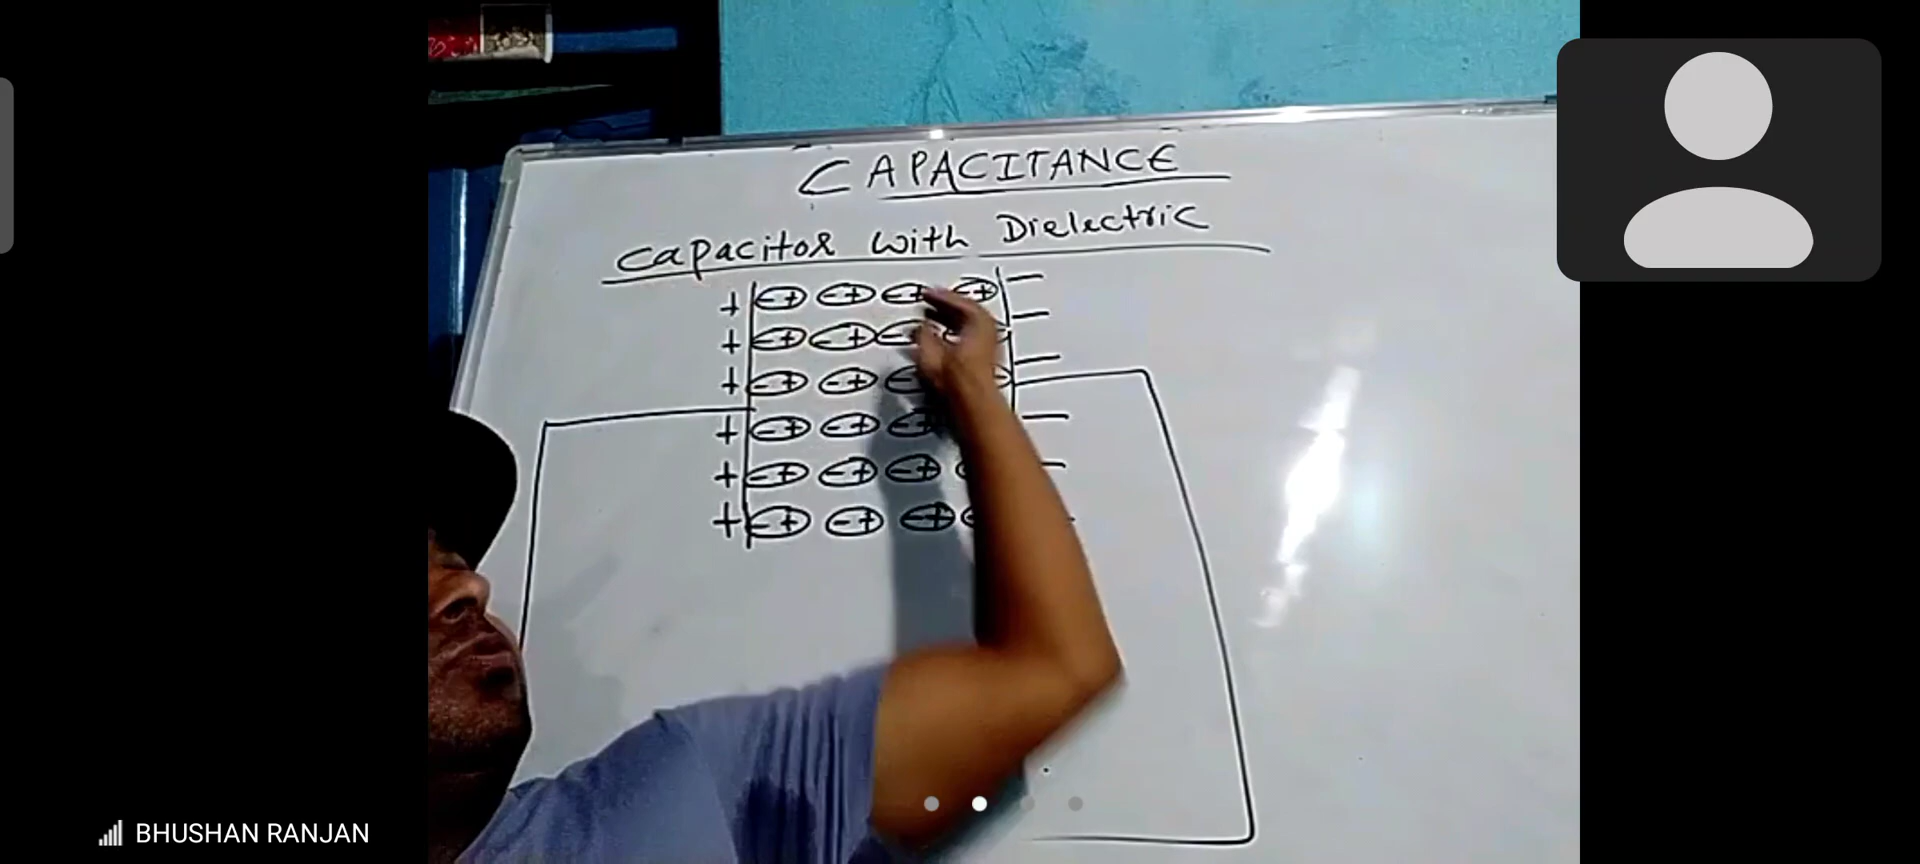 CAPACITANCE
Capacitor with Dielectric
+ -+ -+ -+ -+ -
+ -+ -+ - -
+ -+ -+ - -
+ -+ -+ -+ -
+ -+ -+ -+ -
+ -+ -+ -+
BHUSHAN RANJAN